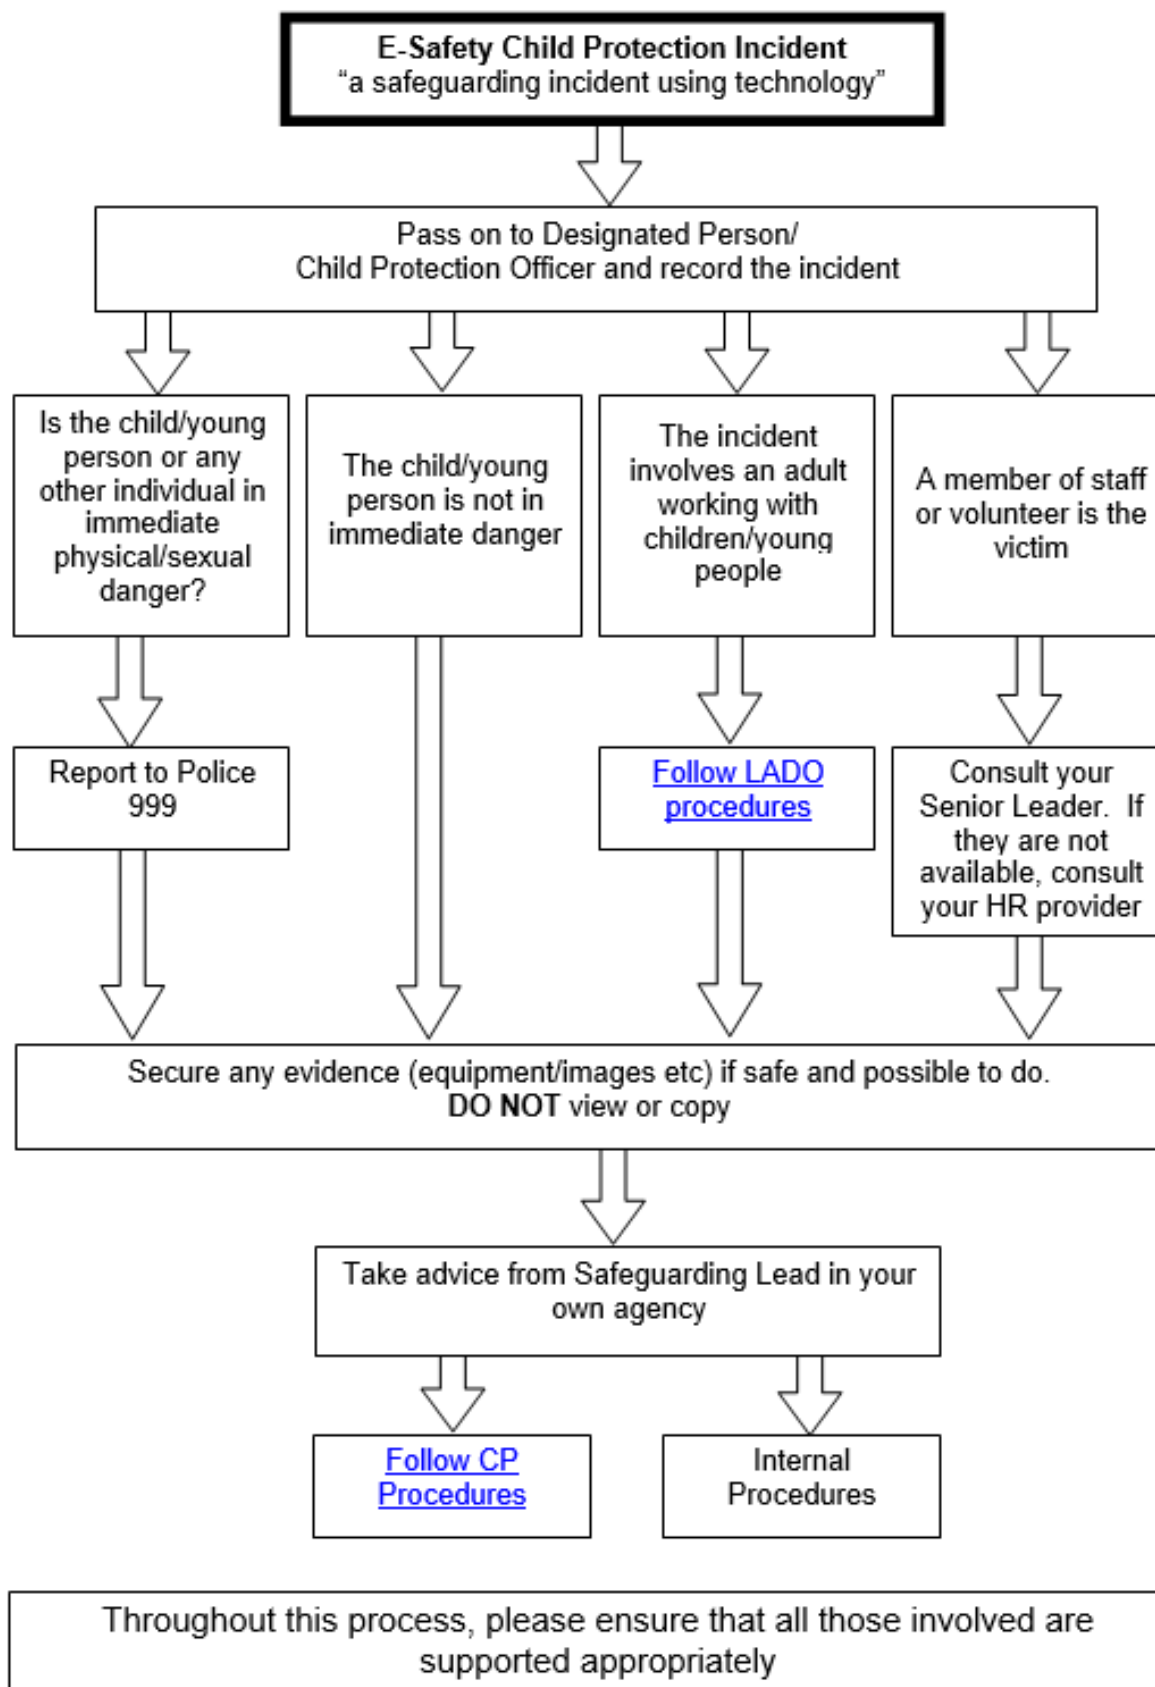 E-Safety Child Protection Incident
“a safeguarding incident using technology”
Pass on to Designated Person/
Child Protection Officer and record the incident
Is the child/young
person or any
other individual in
immediate
physical/sexual
danger?
The child/young
person is not in
immediate danger
The incident
involves an adult
working with
children/young
people
A member of staff
or volunteer is the
victim
Report to Police
999
Follow LADO
procedures
Consult your
Senior Leader.  If
they are not
available, consult
your HR provider
Secure any evidence (equipment/images etc) if safe and possible to do.
DO NOT view or copy
Take advice from Safeguarding Lead in your
own agency
Follow CP
Procedures
Internal
Procedures
Throughout this process, please ensure that all those involved are
supported appropriately